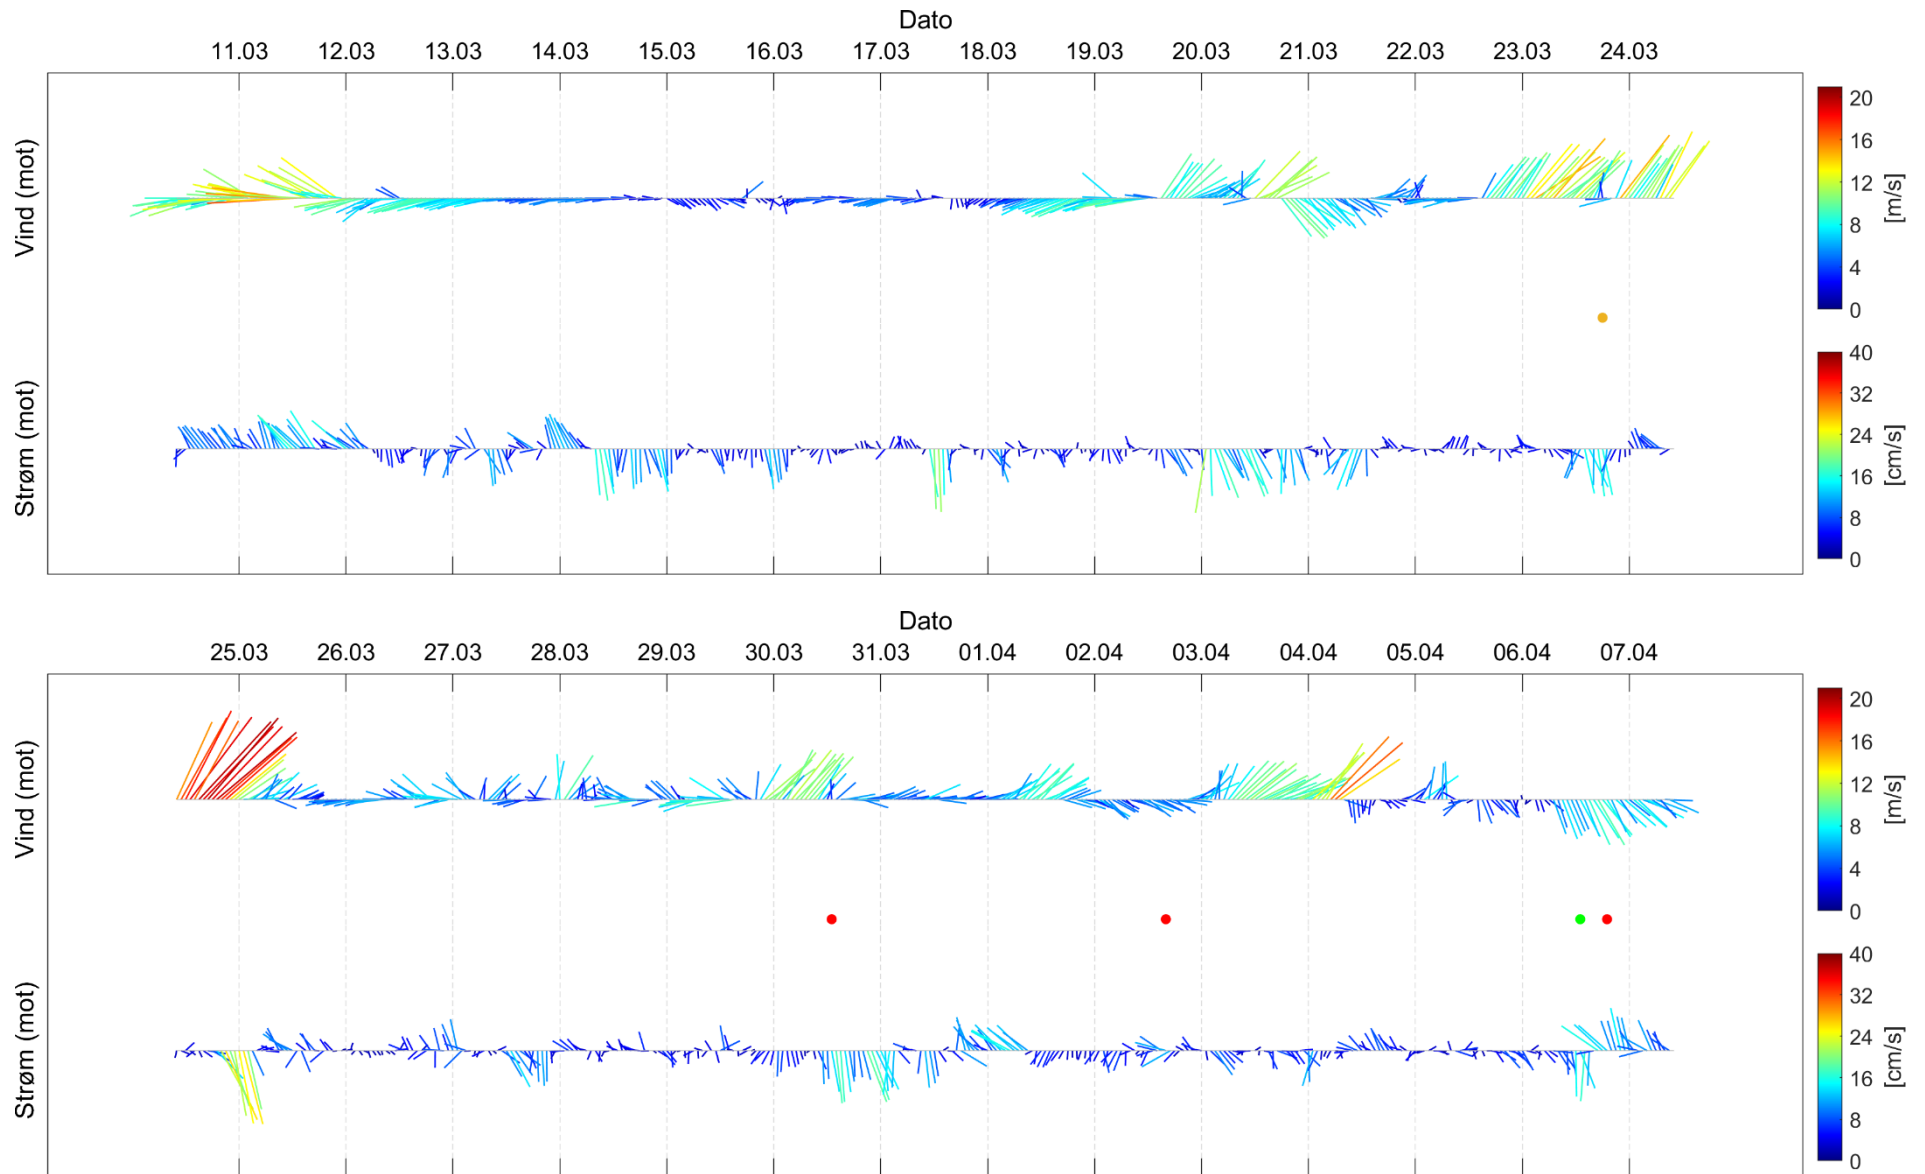 Dato
11.03 12.03 13.03 14.03 15.03 16.03 17.03 18.03 19.03 20.03 21.03 22.03 23.03 24.03
Vind (mot)
20
16
12
8
4
0
[m/s]
Strøm (mot)
40
32
24
16
8
0
[cm/s]
Dato
25.03 26.03 27.03 28.03 29.03 30.03 31.03 01.04 02.04 03.04 04.04 05.04 06.04 07.04
Vind (mot)
20
16
12
8
4
0
[m/s]
Strøm (mot)
40
32
24
16
8
0
[cm/s]